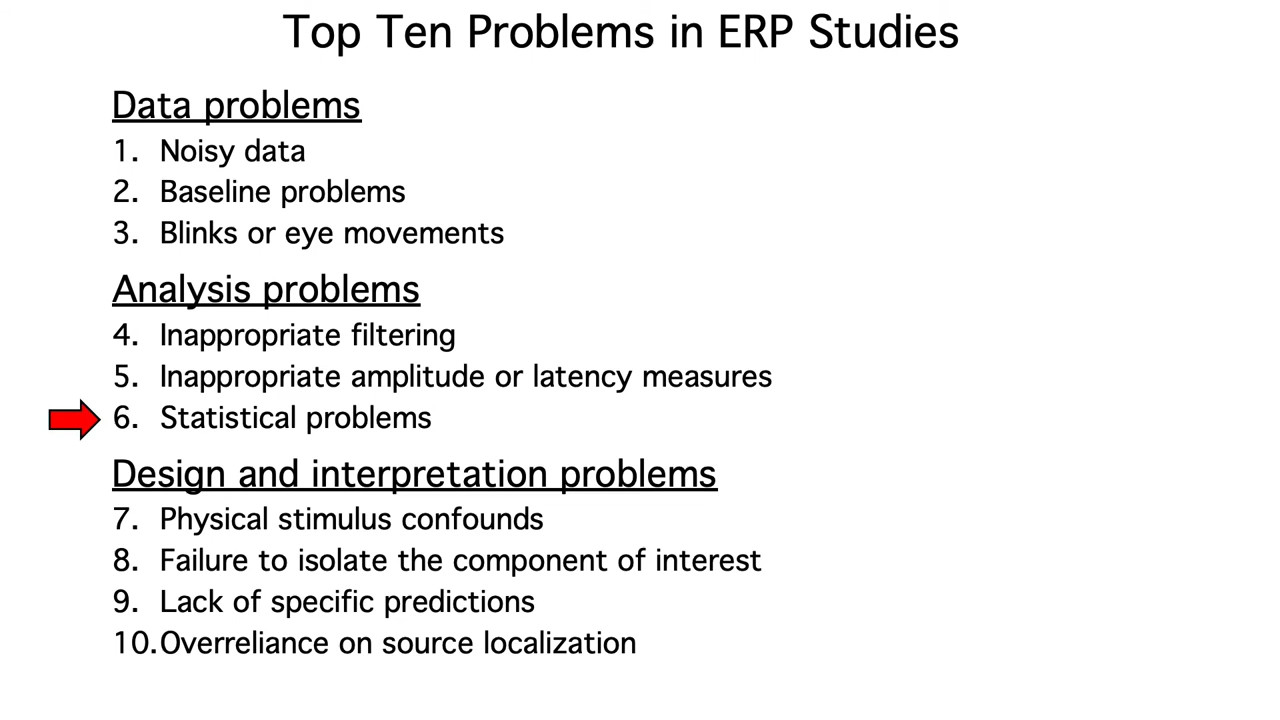 Top Ten Problems in ERP Studies
Data problems
1. Noisy data
2. Baseline problems
3. Blinks or eye movements
Analysis problems
4. Inappropriate filtering
5. Inappropriate amplitude or latency measures
6. Statistical problems
Design and interpretation problems
7. Physical stimulus confounds
8. Failure to isolate the component of interest
9. Lack of specific predictions
10. Overreliance on source localization